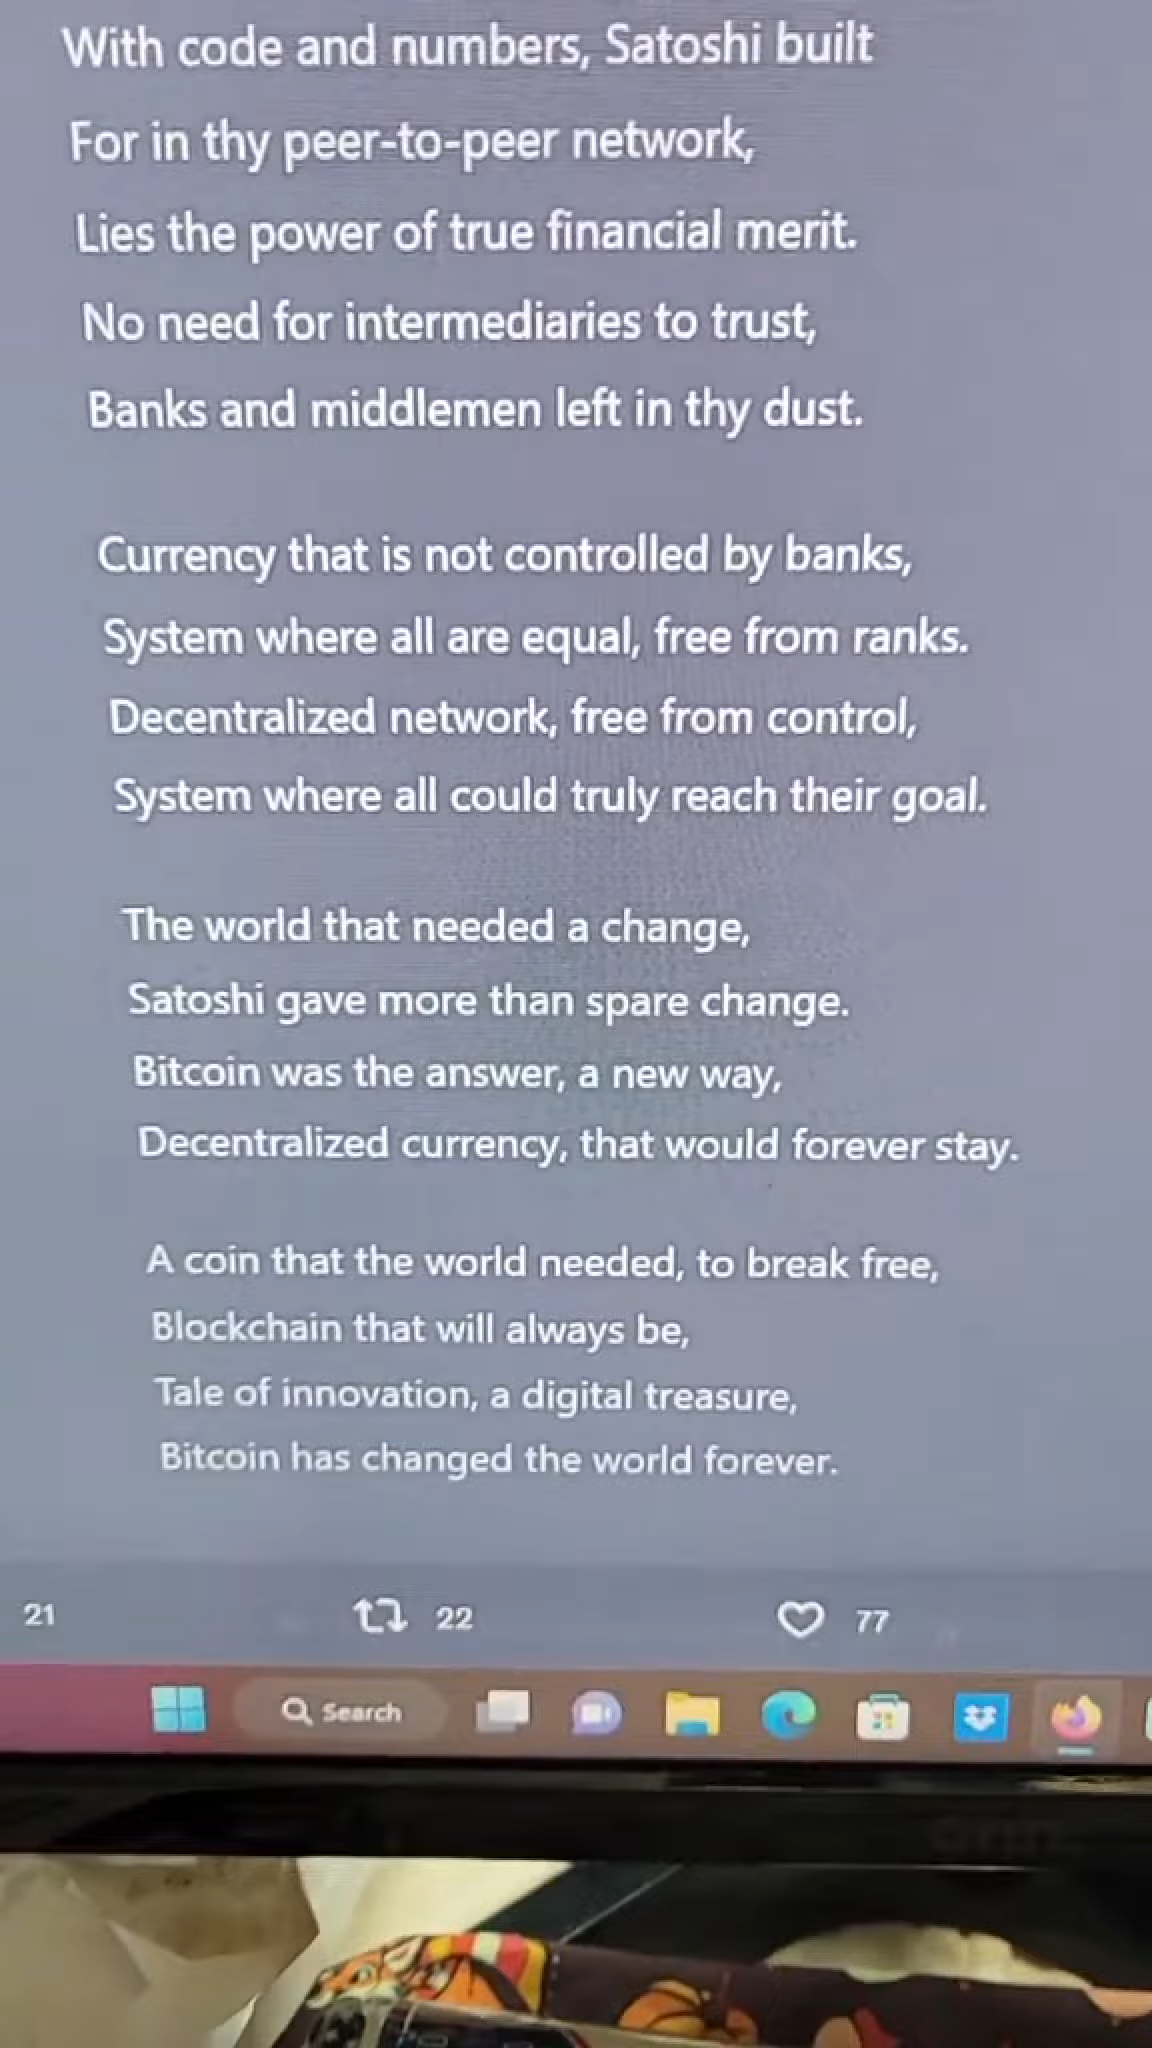 With code and numbers, Satoshi built
For in thy peer-to-peer network,
Lies the power of true financial merit.
No need for intermediaries to trust,
Banks and middlemen left in thy dust.
Currency that is not controlled by banks,
System where all are equal, free from ranks.
Decentralized network, free from control,
System where all could truly reach their goal.
The world that needed a change,
Satoshi gave more than spare change.
Bitcoin was the answer, a new way,
Decentralized currency, that would forever stay.
A coin that the world needed, to break free,
Blockchain that will always be,
Tale of innovation, a digital treasure,
Bitcoin has changed the world forever.
21 22 77
Search